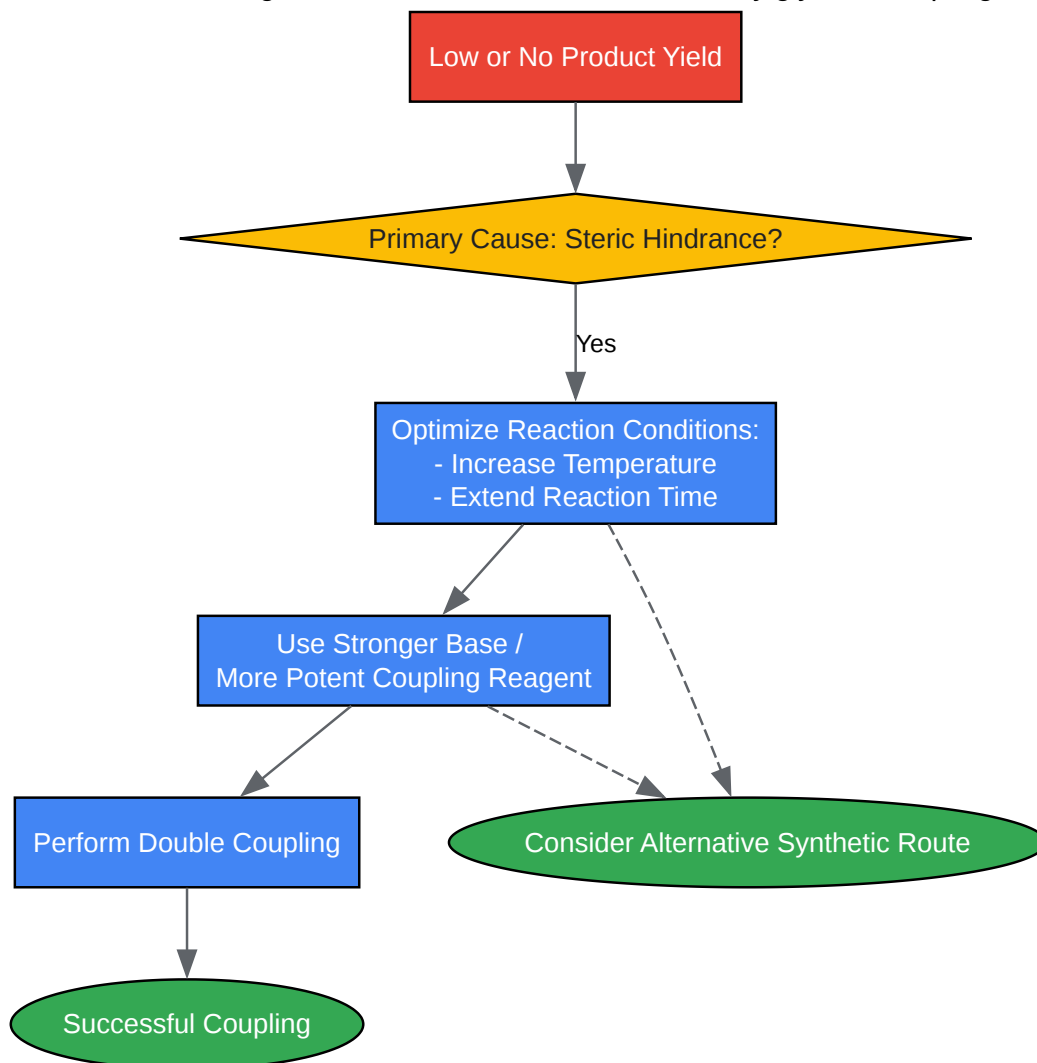 Low or No Product Yield
Primary Cause: Steric Hindrance?
Yes
Optimize Reaction Conditions:
- Increase Temperature
- Extend Reaction Time
Use Stronger Base /
More Potent Coupling Reagent
Perform Double Coupling
Consider Alternative Synthetic Route
Successful Coupling